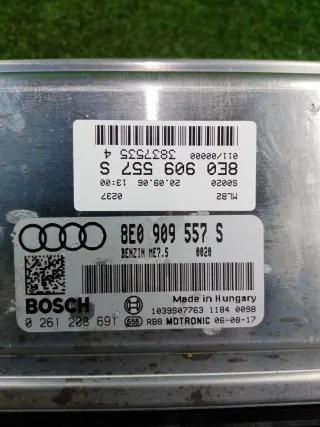 MLB2 0237
S0020 20.09.06 13:00
8E0 909 557 S
011/00000 3837535 4
8E0 909 557 S
BENZIN ME7.5 0020
BOSCH
Made in Hungary
1039S07763 1184 0098
0 261 208 691 658 RB8 MOTRONIC 06-08-17